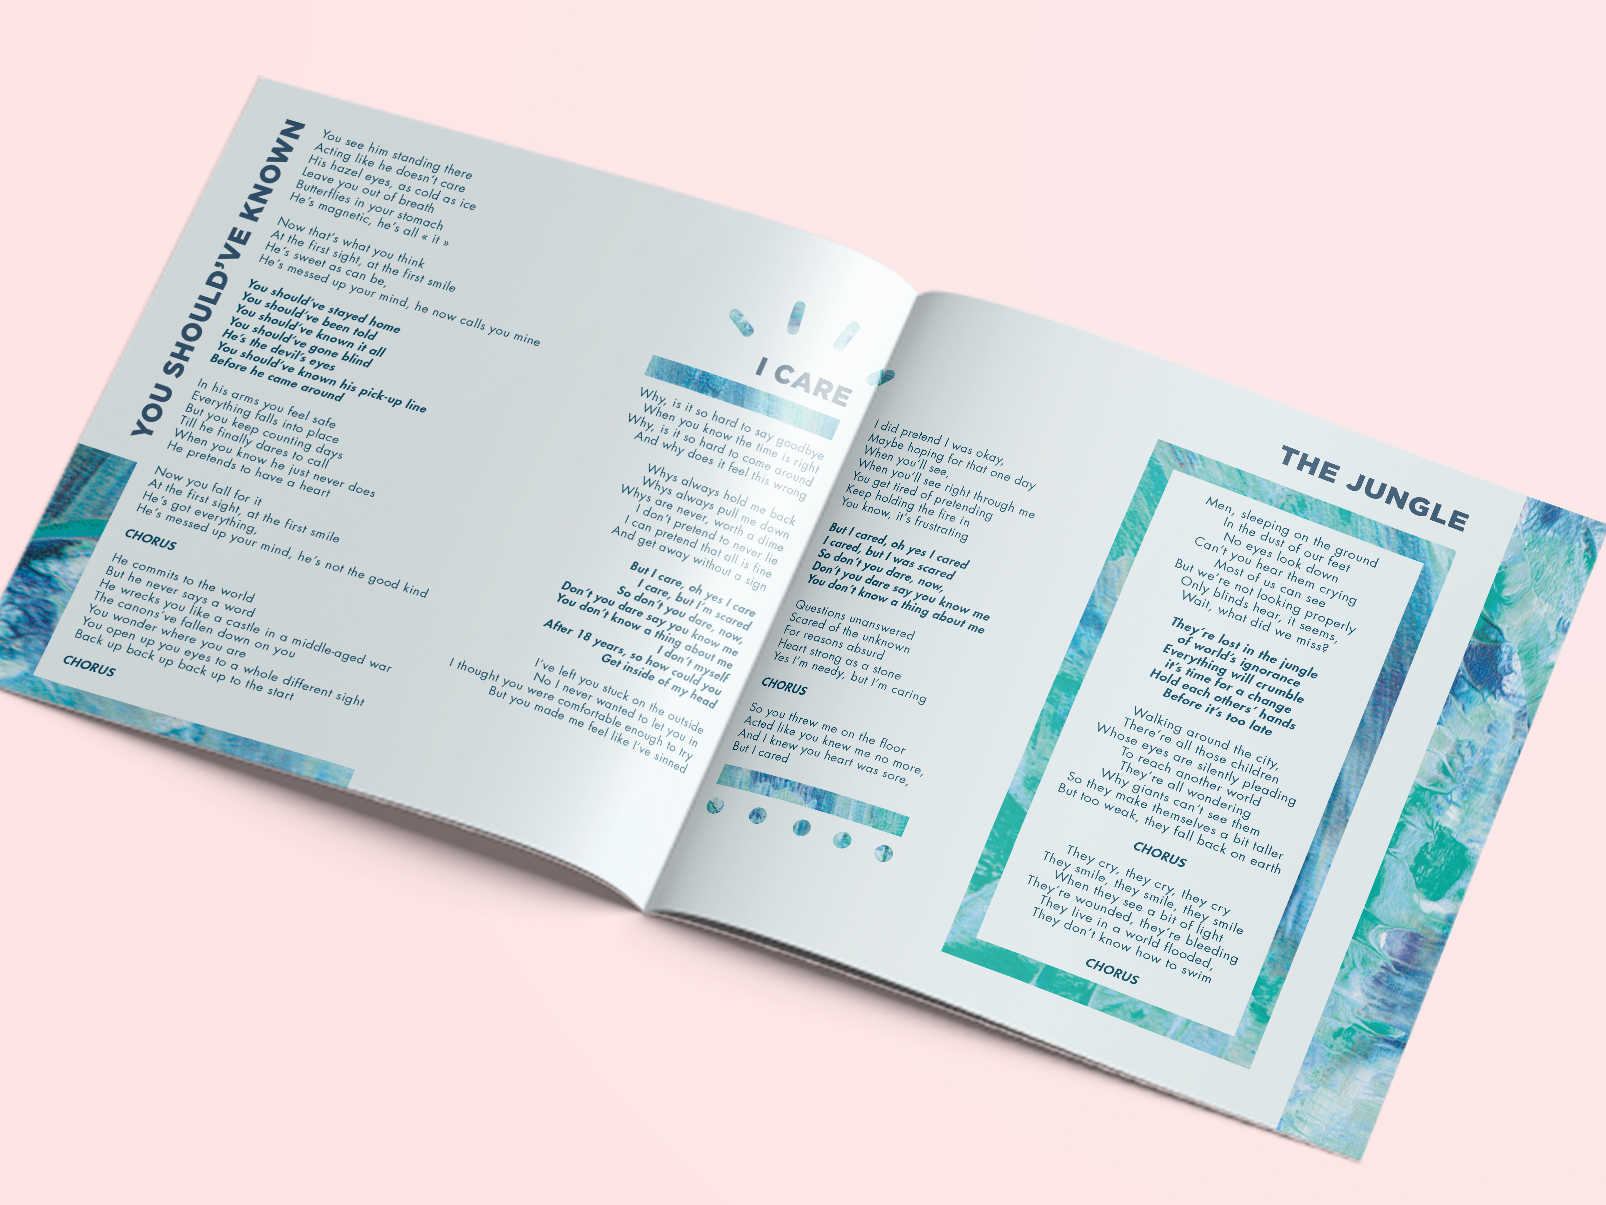 YOU SHOULD'VE KNOWN
You see him standing there
Acting like he doesn't care
His hazel eyes, as cold as ice
Leave you out of breath
Butterflies in your stomach
He's magnetic, he's all « it »
Now that's what you think
At the first sight, at the first smile
He's sweet as can be,
He's messed up your mind, he now calls you mine
You should've stayed home
You should've been told
You should've known it all
You should've gone blind
He's the devil's eyes
You should've known his pick-up line
Before he came around
In his arms you feel safe
Everything falls into place
But you keep counting days
Till he finally dares to call
When you know he just never does
He pretends to have a heart
Now you fall for it
At the first sight, at the first smile
He's got everything,
He's messed up your mind, he's not the good kind
CHORUS
He commits to the world
But he never says a word
He wrecks you like a castle in a middle-aged war
The canons've fallen down on you
You wonder where you are
You open up you eyes to a whole different sight
Back up back up back up to the start
CHORUS
I CARE
Why, is it so hard to say goodbye
When you know the time is right
Why, is it so hard to come around
And why does it feel this wrong
Whys always hold me back
Whys always pull me down
Whys are never, worth a dime
I don't pretend to never lie
I can pretend that all is fine
And get away without a sign
But I care, oh yes I care
I care, but I'm scared
So don't you dare, now,
Don't you dare say you know me
You don't know a thing about me
I don't myself
After 18 years, so how could you
Get inside of my head
I've left you stuck on the outside
No I never wanted to let you in
I thought you were comfortable enough to try
But you made me feel like I've sinned
I did pretend I was okay,
Maybe hoping for that one day
When you'll see,
When you'll see right through me
You get tired of pretending
Keep holding the fire in
You know, it's frustrating
But I cared, oh yes I cared
I cared, but I was scared
So don't you dare, now,
Don't you dare say you know me
You don't know a thing about me
Questions unanswered
Scared of the unknown
For reasons absurd
Heart strong as a stone
Yes I'm needy, but I'm caring
CHORUS
So you threw me on the floor
Acted like you knew me no more,
And I knew you heart was sore,
But I cared
THE JUNGLE
Men, sleeping on the ground
In the dust of our feet
No eyes look down
Can't you hear them crying
Most of us can see
But we're not looking properly
Only blinds hear, it seems,
Wait, what did we miss?
They're lost in the jungle
of world's ignorance
Everything will crumble
it's time for a change
Hold each others' hands
Before it's too late
Walking around the city,
There're all those children
Whose eyes are silently pleading
To reach another world
They're all wondering
Why giants can't see them
So they make themselves a bit taller
But too weak, they fall back on earth
CHORUS
They cry, they cry, they cry
They smile, they smile, they smile
When they see a bit of light
They're wounded, they're bleeding
They live in a world flooded,
They don't know how to swim
CHORUS